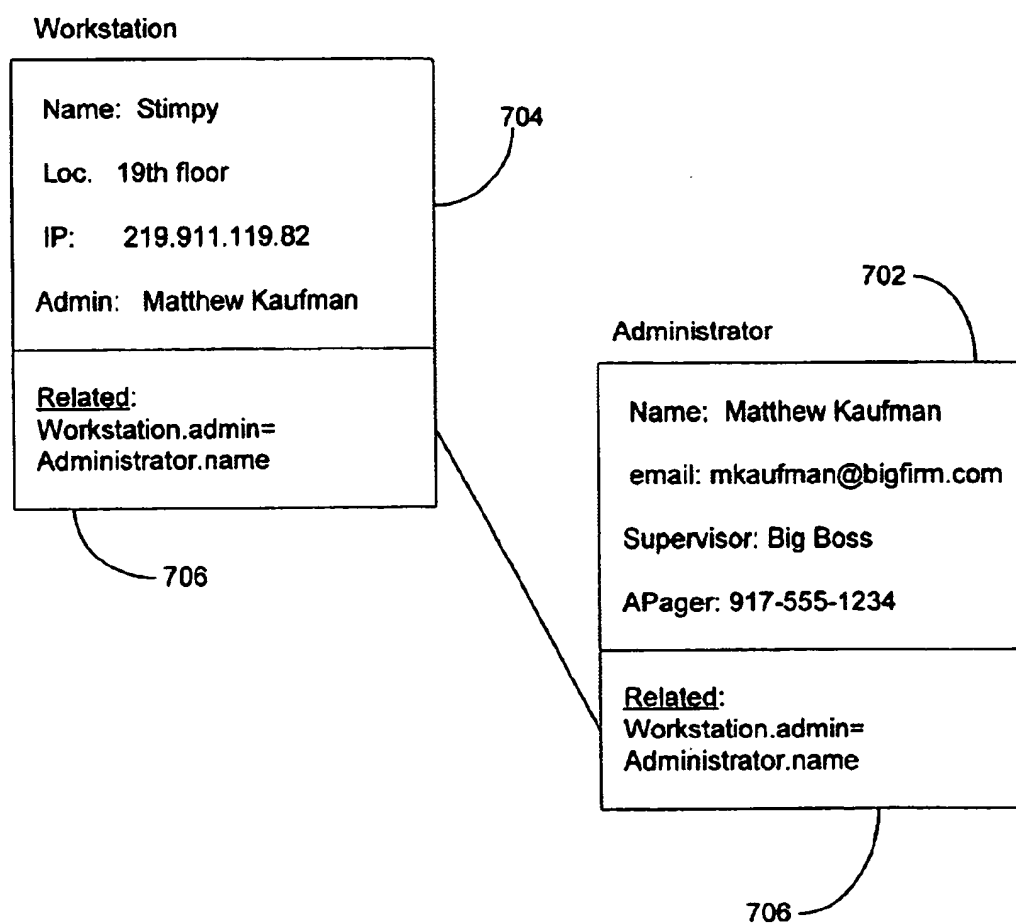 Workstation
Name: Stimpy
704
Loc. 19th floor
IP: 219.911.119.82
Admin: Matthew Kaufman
Related:
Workstation.admin=
Administrator.name
706
702
Administrator
Name: Matthew Kaufman
email: mkaufman@bigfirm.com
Supervisor: Big Boss
APager: 917-555-1234
Related:
Workstation.admin=
Administrator.name
706